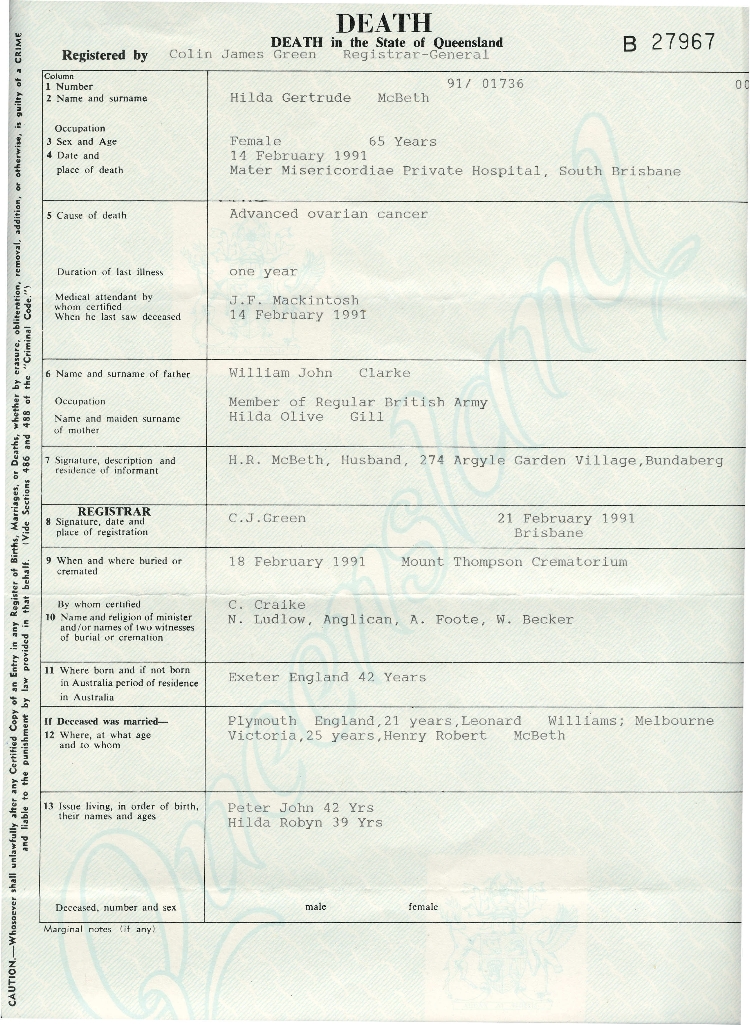 DEATH
DEATH in the State of Queensland
B 27967
Registered by Colin James Green Registrar-General
Column
1 Number 91/ 01736 00
2 Name and surname Hilda Gertrude McBeth
Occupation
3 Sex and Age Female 65 Years
4 Date and 14 February 1991
place of death Mater Misericordiae Private Hospital, South Brisbane
5 Cause of death Advanced ovarian cancer
Duration of last illness one year
Medical attendant by J.F. Mackintosh
whom certified
When he last saw deceased 14 February 1991
6 Name and surname of father William John Clarke
Occupation Member of Regular British Army
Name and maiden surname Hilda Olive Gill
of mother
7 Signature, description and H.R. McBeth, Husband, 274 Argyle Garden Village,Bundaberg
residence of informant
REGISTRAR
8 Signature, date and C.J.Green 21 February 1991
place of registration Brisbane
9 When and where buried or 18 February 1991 Mount Thompson Crematorium
cremated
By whom certified C. Craike
10 Name and religion of minister N. Ludlow, Anglican, A. Foote, W. Becker
and/or names of two witnesses
of burial or cremation
11 Where born and if not born Exeter England 42 Years
in Australia period of residence
in Australia
If Deceased was married— Plymouth England,21 years,Leonard Williams; Melbourne
12 Where, at what age Victoria,25 years,Henry Robert McBeth
and to whom
13 Issue living, in order of birth, Peter John 42 Yrs
their names and ages Hilda Robyn 39 Yrs
Deceased, number and sex male female
Marginal notes (if any)
CAUTION.—Whosoever shall unlawfully alter any Certified Copy of an Entry in any Register of Births, Marriages, or Deaths, whether by erasure, obliteration, removal, addition, or otherwise, is guilty of a CRIME
and liable to the punishment by law provided in that behalf. (Vide Sections 486 and 488 of the "Criminal Code.")
Queensland